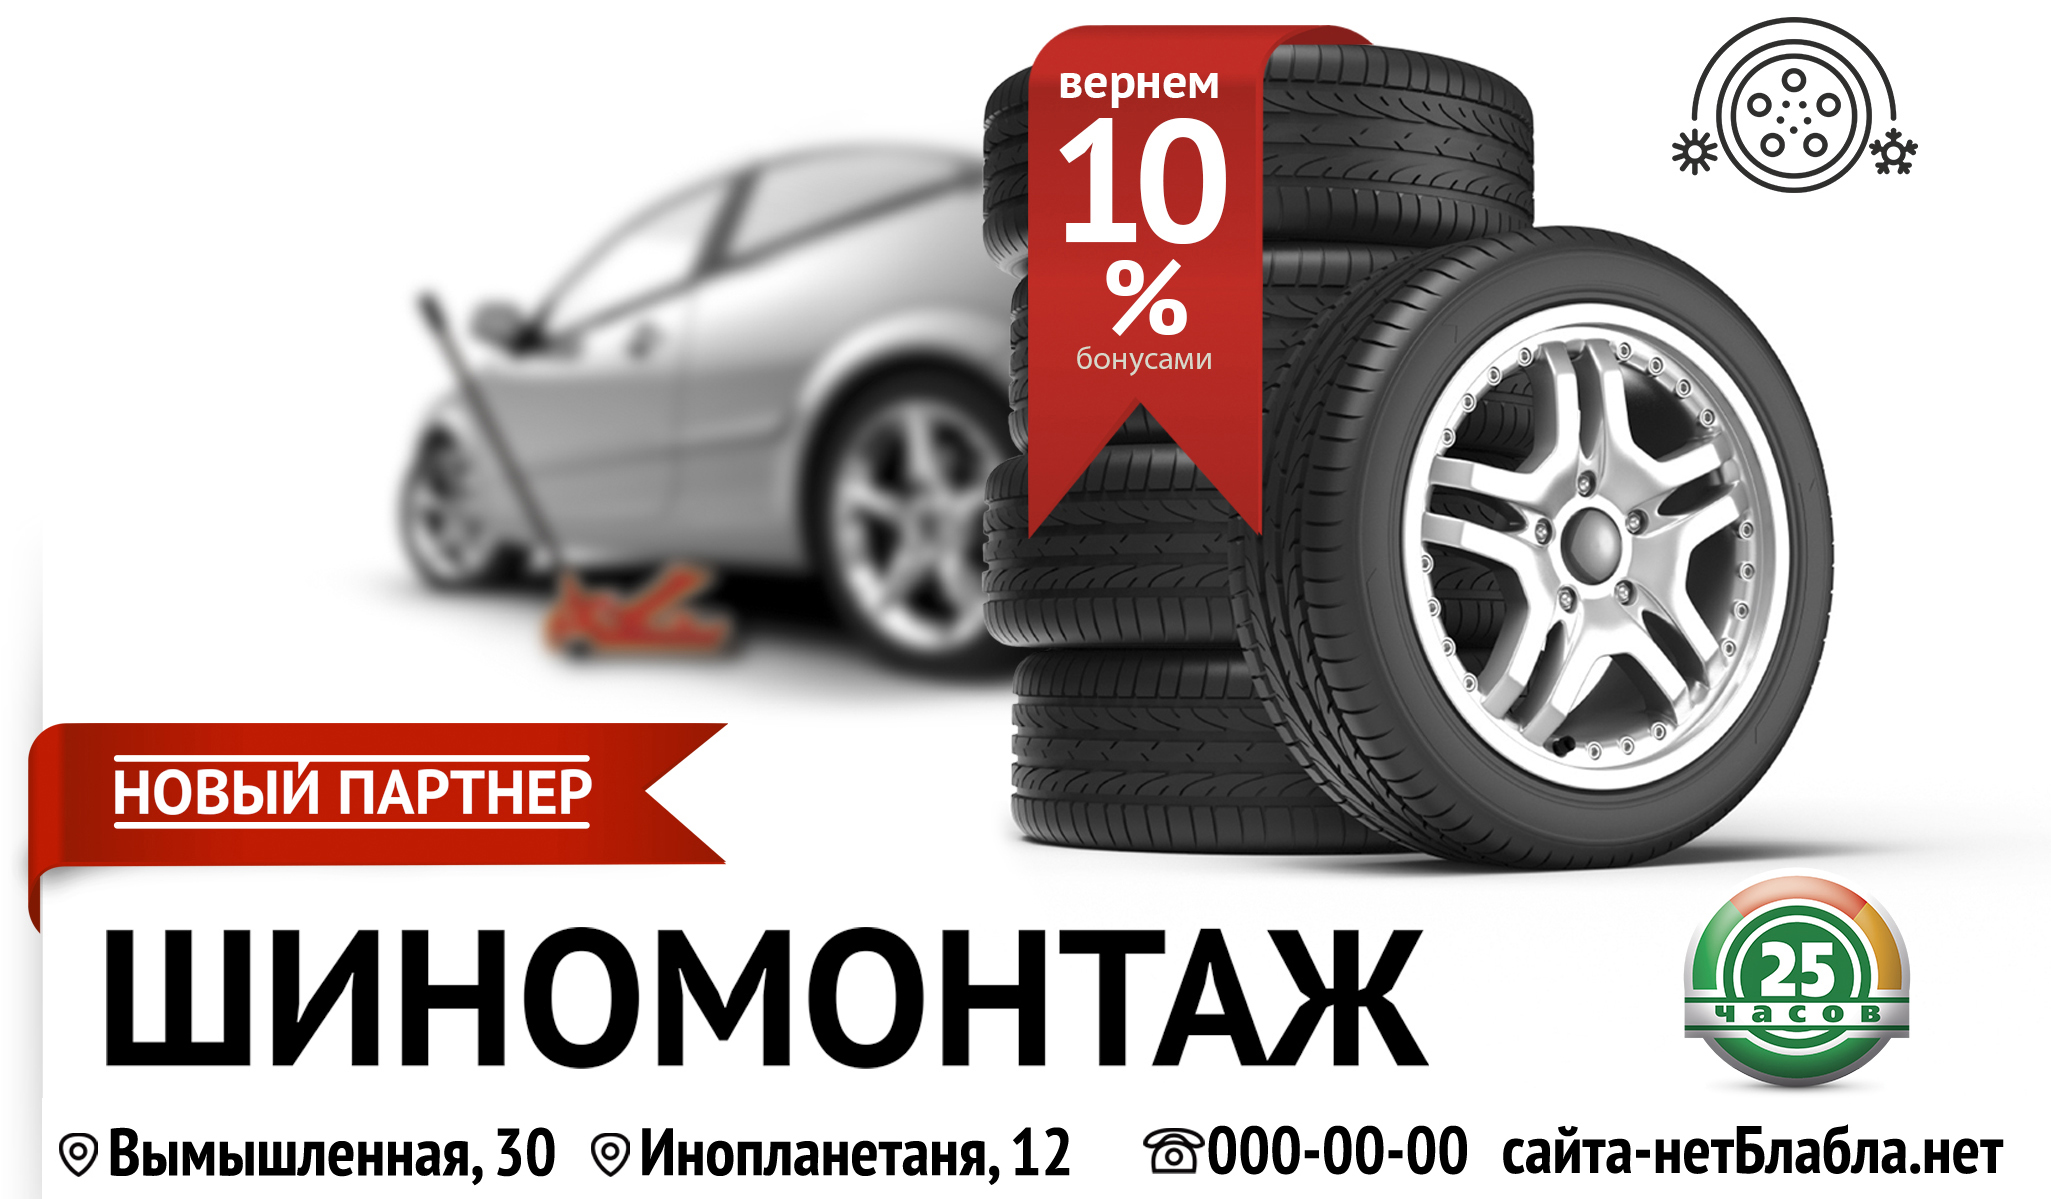 вернем
10
%
бонусами
НОВЫЙ ПАРТНЕР
ШИНОМОНТАЖ
25
часов
Вымышленная, 30 Инопланетаня, 12 000-00-00 сайта-нетБлабла.нет